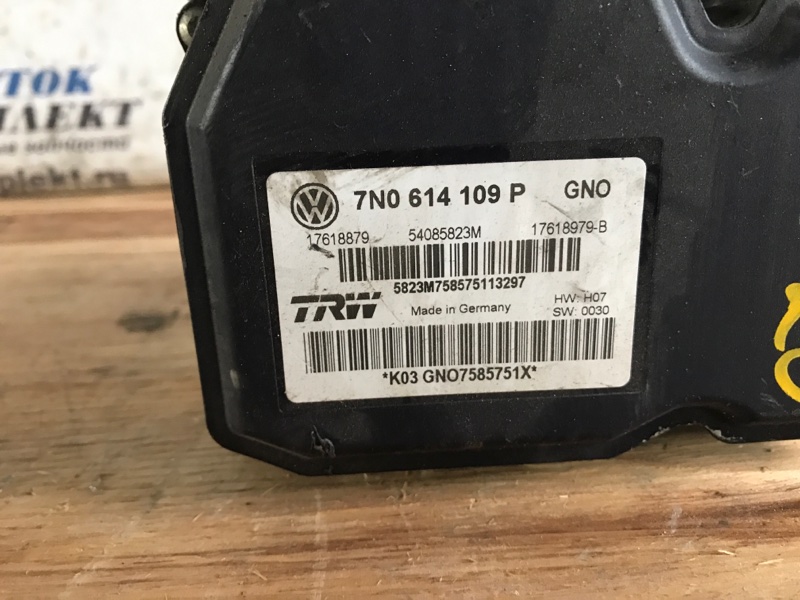 7N0 614 109 P GNO
17618879 54085823M 17618979-B
5823M758575113297
TRW Made in Germany HW: H07
SW: 0030
*K03 GNO7585751X*